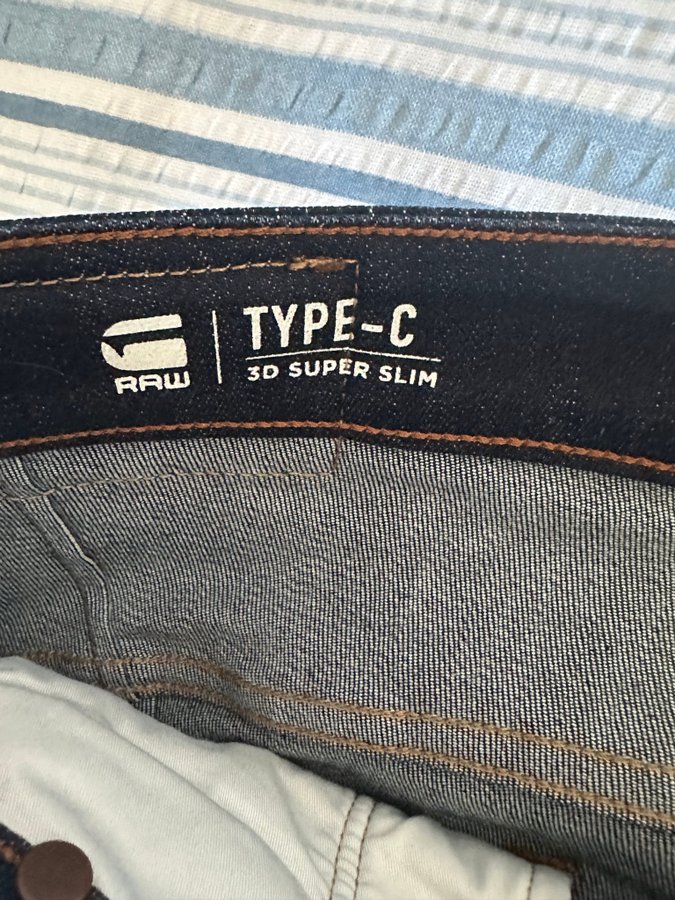 RAW
TYPE-C
3D SUPER SLIM